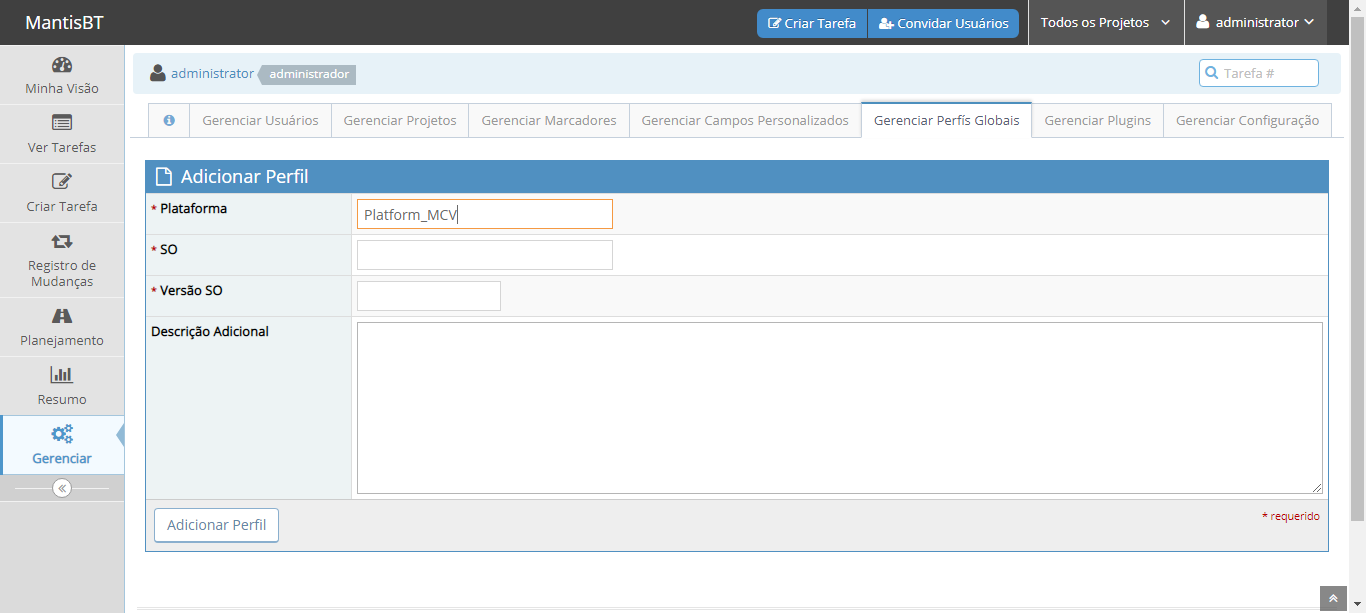 MantisBT
Criar Tarefa
Convidar Usuários
Todos os Projetos
administrator
Minha Visão
Ver Tarefas
Criar Tarefa
Registro de
Mudanças
Planejamento
Resumo
Gerenciar
administrator
administrador
Tarefa #
Gerenciar Usuários
Gerenciar Projetos
Gerenciar Marcadores
Gerenciar Campos Personalizados
Gerenciar Perfís Globais
Gerenciar Plugins
Gerenciar Configuração
Adicionar Perfil
* Plataforma
Platform_MCV
* SO
* Versão SO
Descrição Adicional
Adicionar Perfil
* requerido